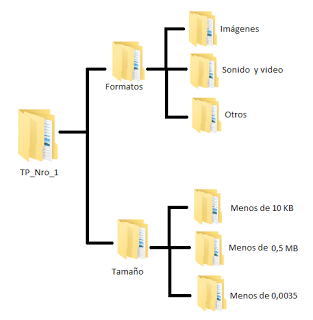 Imágenes
Formatos
Sonido y video
Otros
TP_Nro_1
Menos de 10 KB
Tamaño
Menos de 0,5 MB
Menos de 0,0035